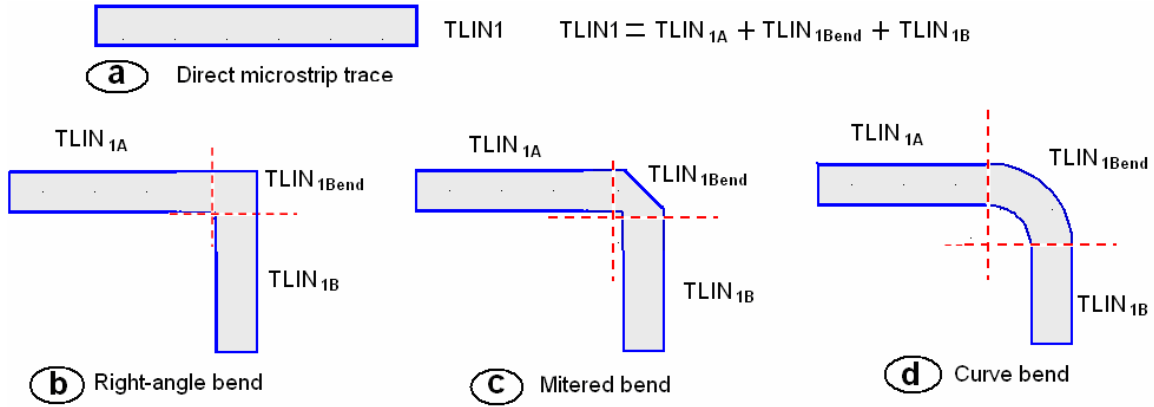 TLIN1 TLIN1 = TLIN1A + TLIN1Bend + TLIN1B
a Direct microstrip trace
TLIN1A
TLIN1Bend
TLIN1B
b Right-angle bend
TLIN1A
TLIN1Bend
TLIN1B
c Mitered bend
TLIN1A
TLIN1Bend
TLIN1B
d Curve bend